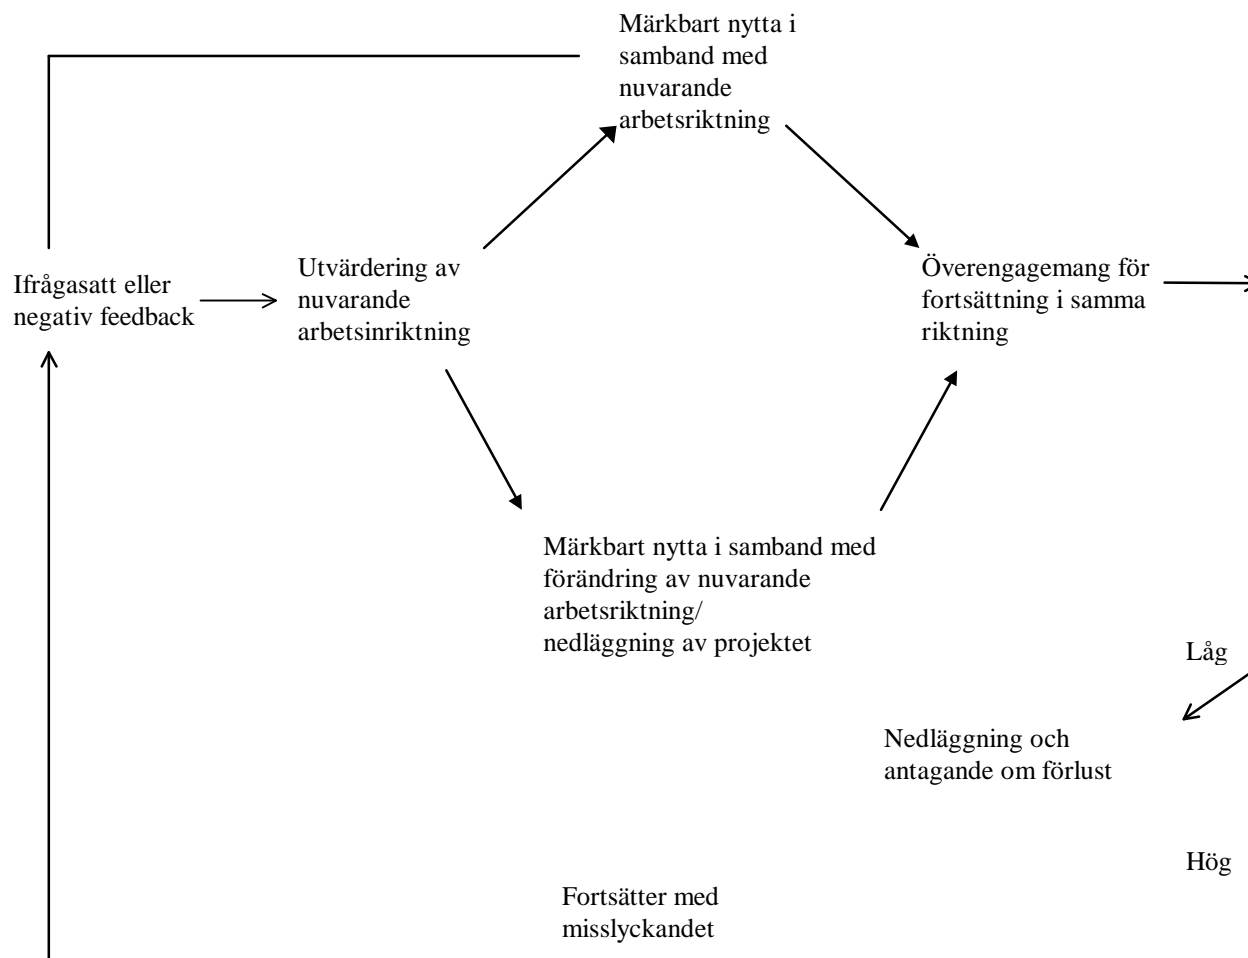 Märkbart nytta i
samband med
nuvarande
arbetsriktning
Ifrågasatt eller
negativ feedback
Utvärdering av
nuvarande
arbetsinriktning
Överengagemang för
fortsättning i samma
riktning
Märkbart nytta i samband med
förändring av nuvarande
arbetsriktning/
nedläggning av projektet
Låg
Nedläggning och
antagande om förlust
Hög
Fortsätter med
misslyckandet